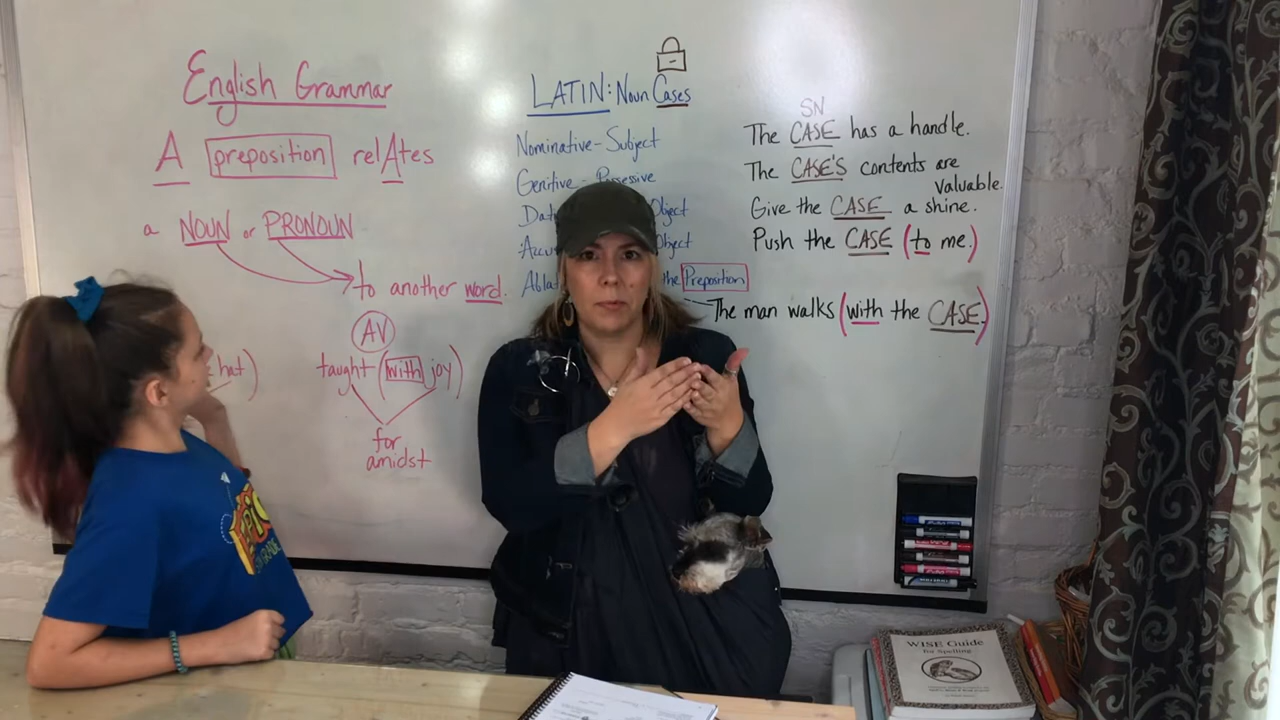 English Grammar
A preposition relAtes
a NOUN or PRONOUN
to another word.
AV
hat)
taught (with joy)
for
amidst
LATIN: Noun Cases
Nominative - Subject
Genitive - Possessive
Object
Object
the Preposition
SN
The CASE has a handle.
The CASE'S contents are
valuable.
Give the CASE a shine.
Push the CASE (to me.)
The man walks (with the CASE.)
WISE Guide
for Spelling